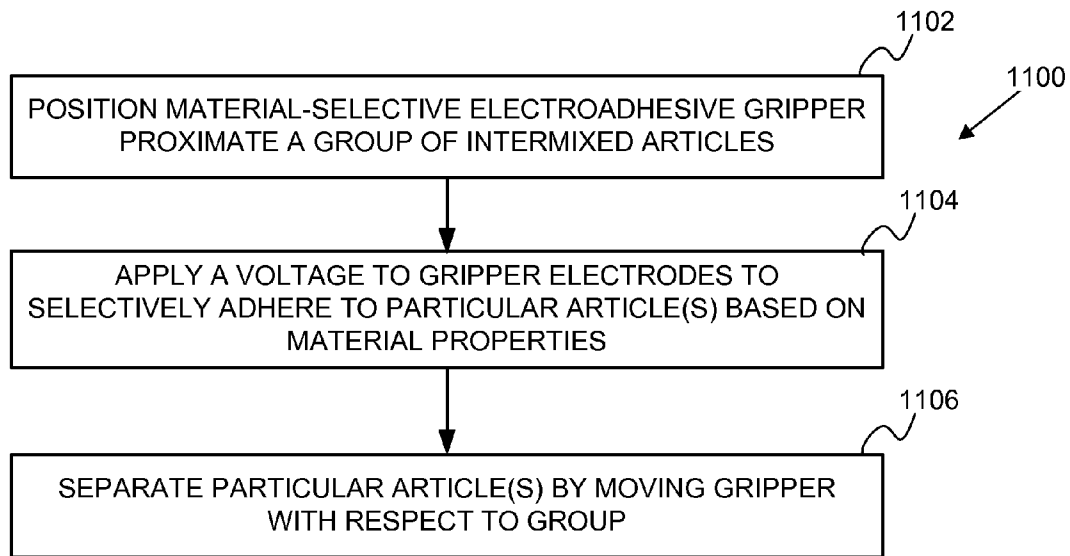 1102
1100
POSITION MATERIAL-SELECTIVE ELECTROADHESIVE GRIPPER
PROXIMATE A GROUP OF INTERMIXED ARTICLES
1104
APPLY A VOLTAGE TO GRIPPER ELECTRODES TO
SELECTIVELY ADHERE TO PARTICULAR ARTICLE(S) BASED ON
MATERIAL PROPERTIES
1106
SEPARATE PARTICULAR ARTICLE(S) BY MOVING GRIPPER
WITH RESPECT TO GROUP